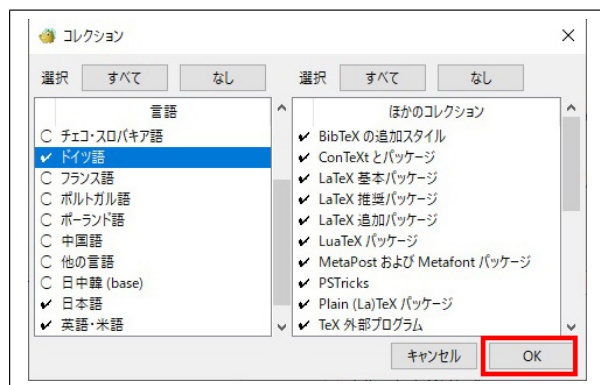 コレクション
選択 すべて なし
選択 すべて なし
言語
チェコ・スロバキア語
ドイツ語
フランス語
ポルトガル語
ポーランド語
中国語
他の言語
日中韓 (base)
日本語
英語・米語
ほかのコレクション
BibTeX の追加スタイル
ConTeXt とパッケージ
LaTeX 基本パッケージ
LaTeX 推奨パッケージ
LaTeX 追加パッケージ
LuaTeX パッケージ
MetaPost および Metafont パッケージ
PSTricks
Plain (La)TeX パッケージ
TeX 外部プログラム
キャンセル OK